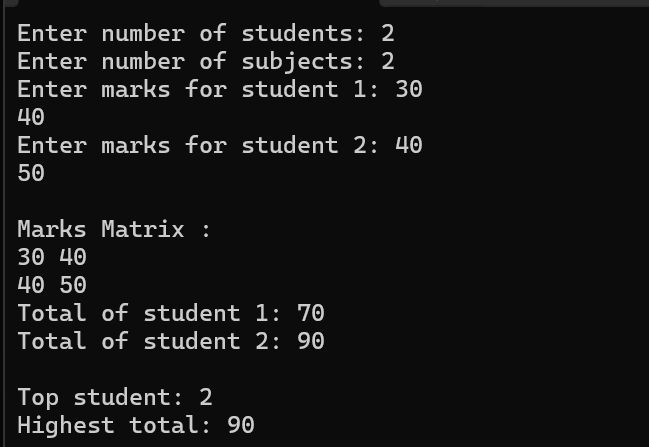 Enter number of students: 2
Enter number of subjects: 2
Enter marks for student 1: 30
40
Enter marks for student 2: 40
50
Marks Matrix :
30 40
40 50
Total of student 1: 70
Total of student 2: 90
Top student: 2
Highest total: 90